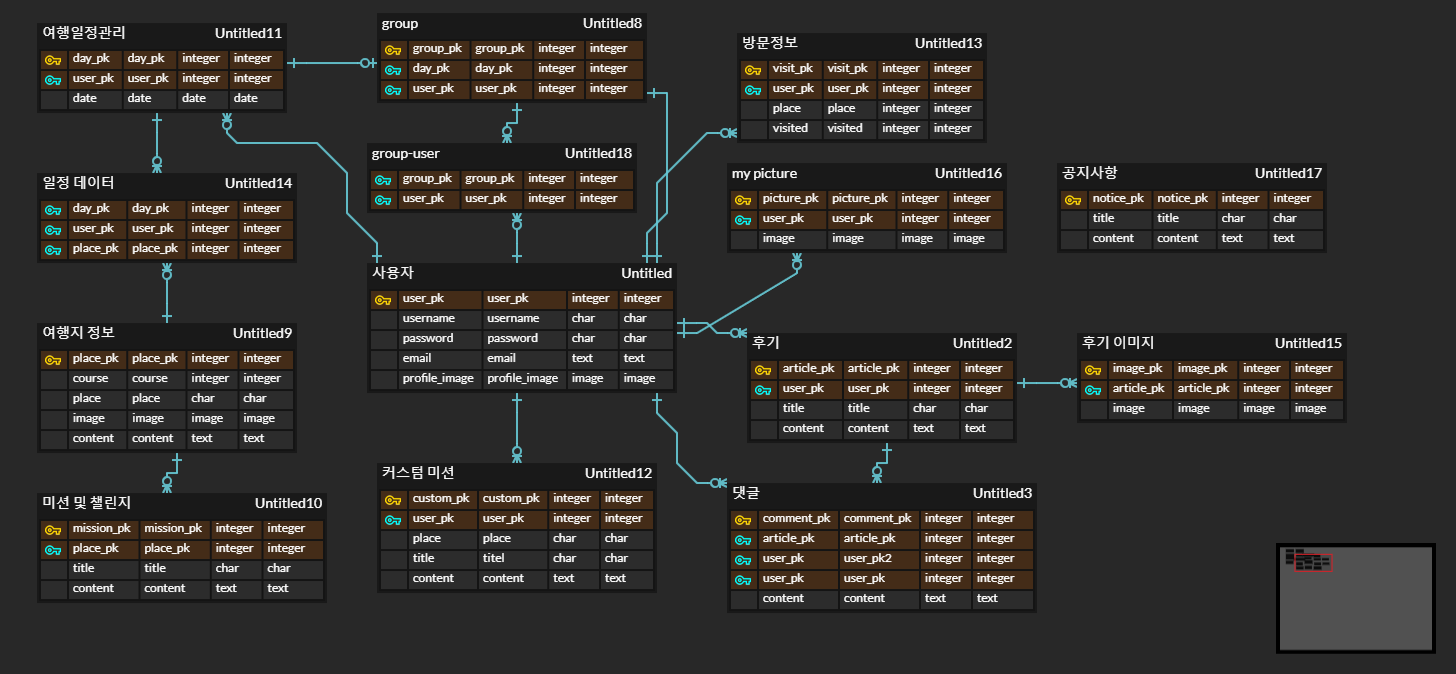 여행일정관리 Untitled11
day_pk day_pk integer integer
user_pk user_pk integer integer
date date date date
group Untitled8
group_pk group_pk integer integer
day_pk day_pk integer integer
user_pk user_pk integer integer
방문정보 Untitled13
visit_pk visit_pk integer integer
user_pk user_pk integer integer
place place integer integer
visited visited integer integer
group-user Untitled18
group_pk group_pk integer integer
user_pk user_pk integer integer
일정 데이터 Untitled14
day_pk day_pk integer integer
user_pk user_pk integer integer
place_pk place_pk integer integer
my picture Untitled16
picture_pk picture_pk integer integer
user_pk user_pk integer integer
image image image image
공지사항 Untitled17
notice_pk notice_pk integer integer
title title char char
content content text text
사용자 Untitled
user_pk user_pk integer integer
username username char char
password password char char
email email text text
profile_image profile_image image image
여행지 정보 Untitled9
place_pk place_pk integer integer
course course integer integer
place place char char
image image image image
content content text text
후기 Untitled2
article_pk article_pk integer integer
user_pk user_pk integer integer
title title char char
content content text text
후기 이미지 Untitled15
image_pk image_pk integer integer
article_pk article_pk integer integer
image image image image
미션 및 챌린지 Untitled10
mission_pk mission_pk integer integer
place_pk place_pk integer integer
title title char char
content content text text
커스텀 미션 Untitled12
custom_pk custom_pk integer integer
user_pk user_pk integer integer
place place char char
title titel char char
content content text text
댓글 Untitled3
comment_pk comment_pk integer integer
article_pk article_pk integer integer
user_pk user_pk2 integer integer
user_pk user_pk integer integer
content content text text